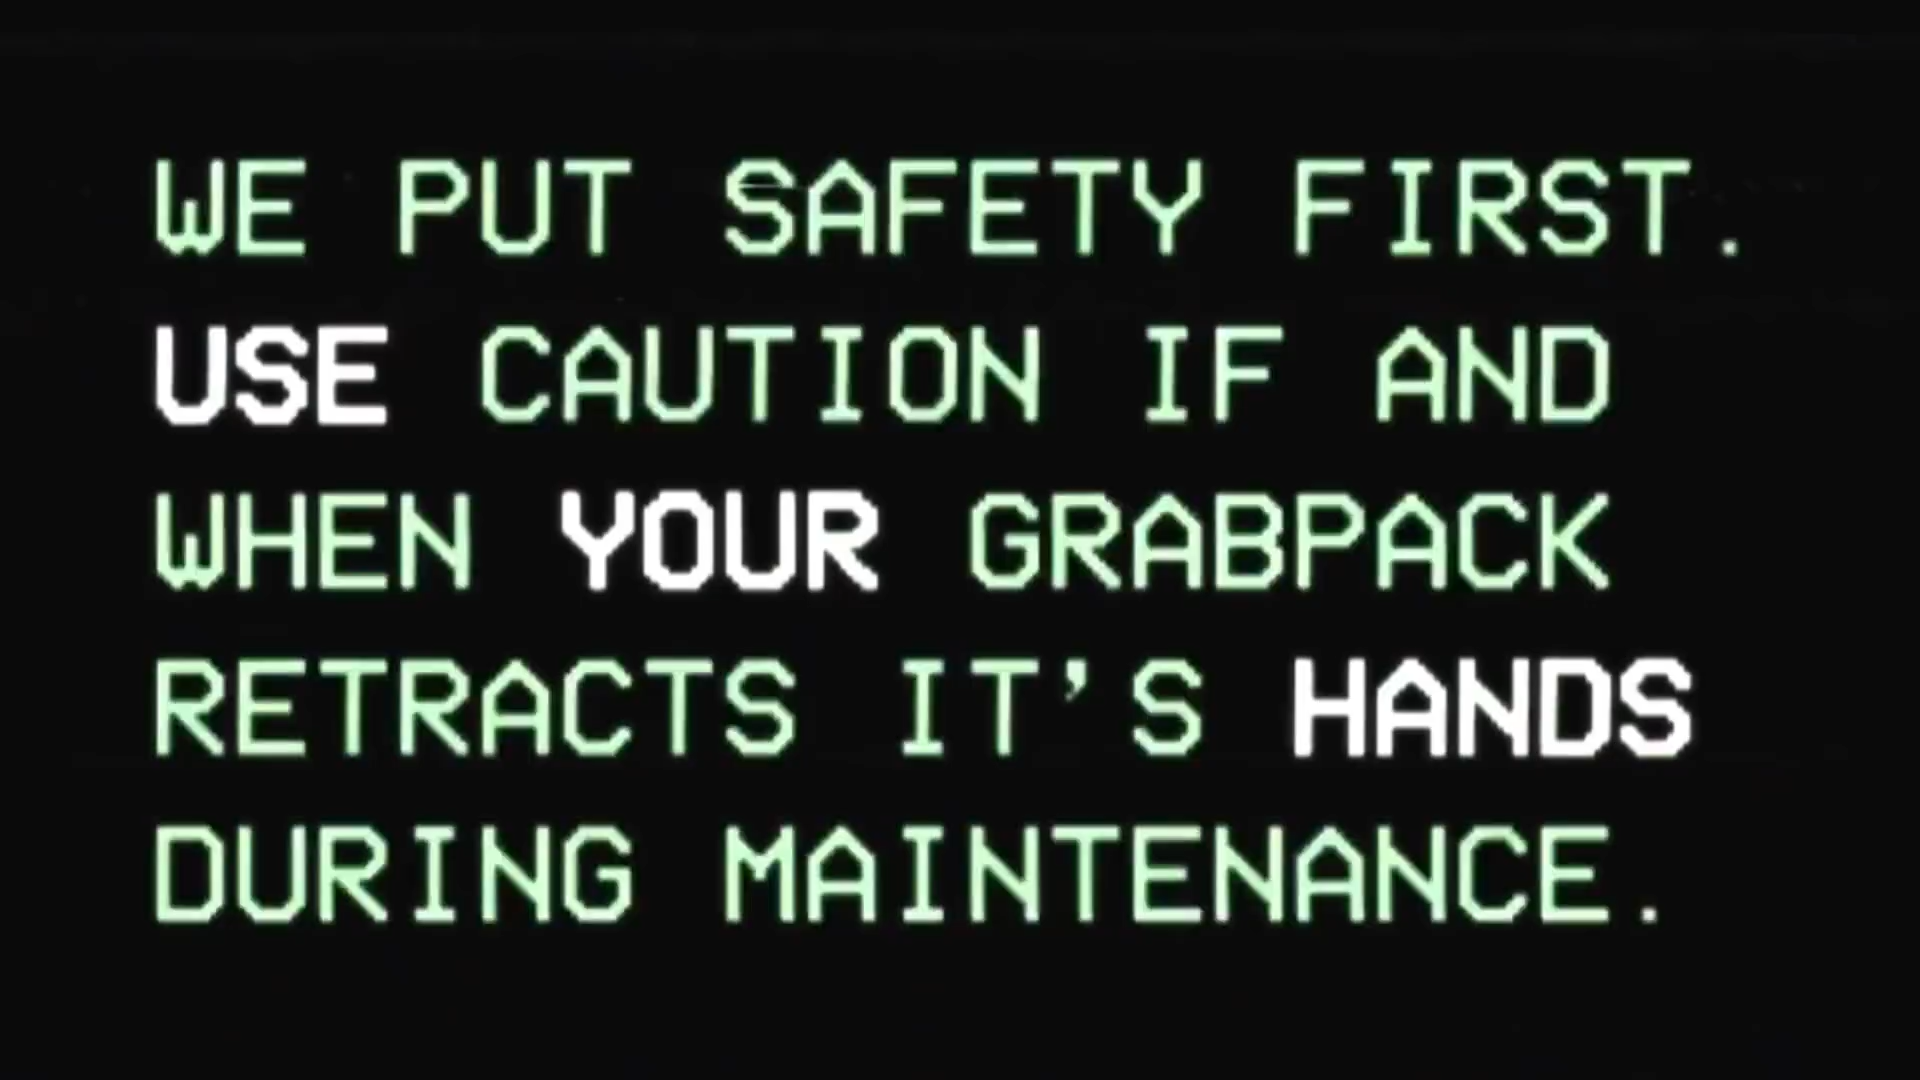 WE PUT SAFETY FIRST.
USE CAUTION IF AND
WHEN YOUR GRABPACK
RETRACTS IT'S HANDS
DURING MAINTENANCE.